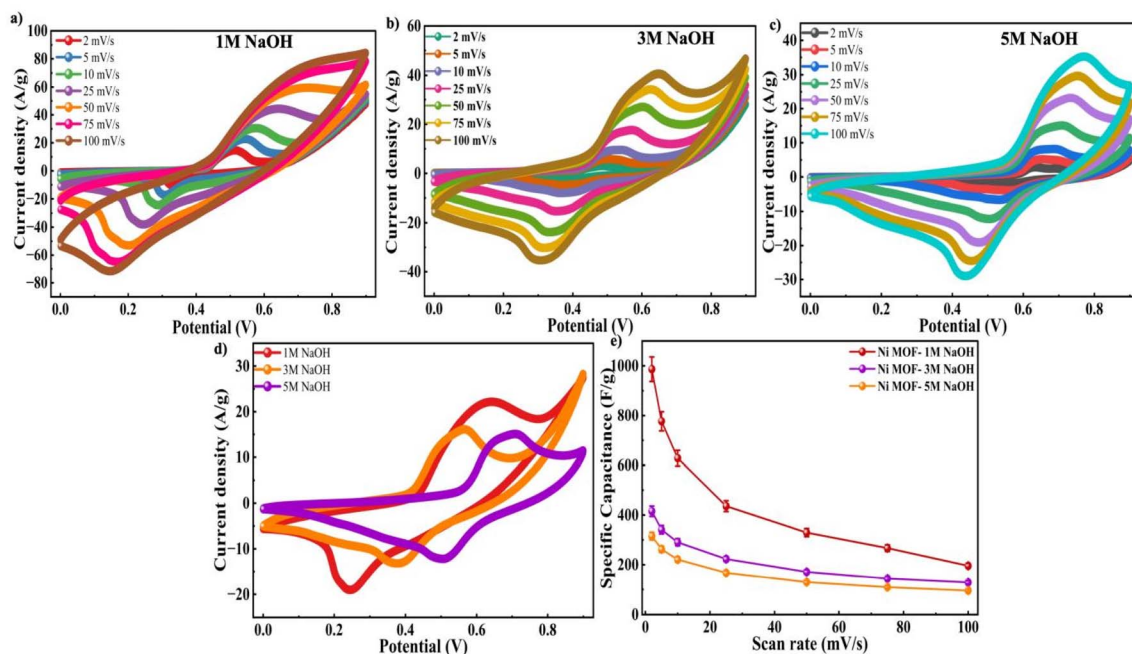 a)
1M NaOH
2 mV/s
5 mV/s
10 mV/s
25 mV/s
50 mV/s
75 mV/s
100 mV/s
100
80
60
40
20
0
−20
−40
−60
−80
0.0 0.2 0.4 0.6 0.8
Current density (A/g)
Potential (V)
b)
3M NaOH
2 mV/s
5 mV/s
10 mV/s
25 mV/s
50 mV/s
75 mV/s
100 mV/s
60
40
20
0
−20
−40
0.0 0.2 0.4 0.6 0.8
Current density (A/g)
Potential (V)
c)
5M NaOH
2 mV/s
5 mV/s
10 mV/s
25 mV/s
50 mV/s
75 mV/s
100 mV/s
40
30
20
10
0
−10
−20
−30
0.0 0.2 0.4 0.6 0.8
Current density (A/g)
Potential (V)
d)
1M NaOH
3M NaOH
5M NaOH
30
20
10
0
−10
−20
0.0 0.2 0.4 0.6 0.8
Current density (A/g)
Potential (V)
e)
Ni MOF- 1M NaOH
Ni MOF- 3M NaOH
Ni MOF- 5M NaOH
1000
800
600
400
200
0
0 20 40 60 80 100
Specific Capacitance (F/g)
Scan rate (mV/s)